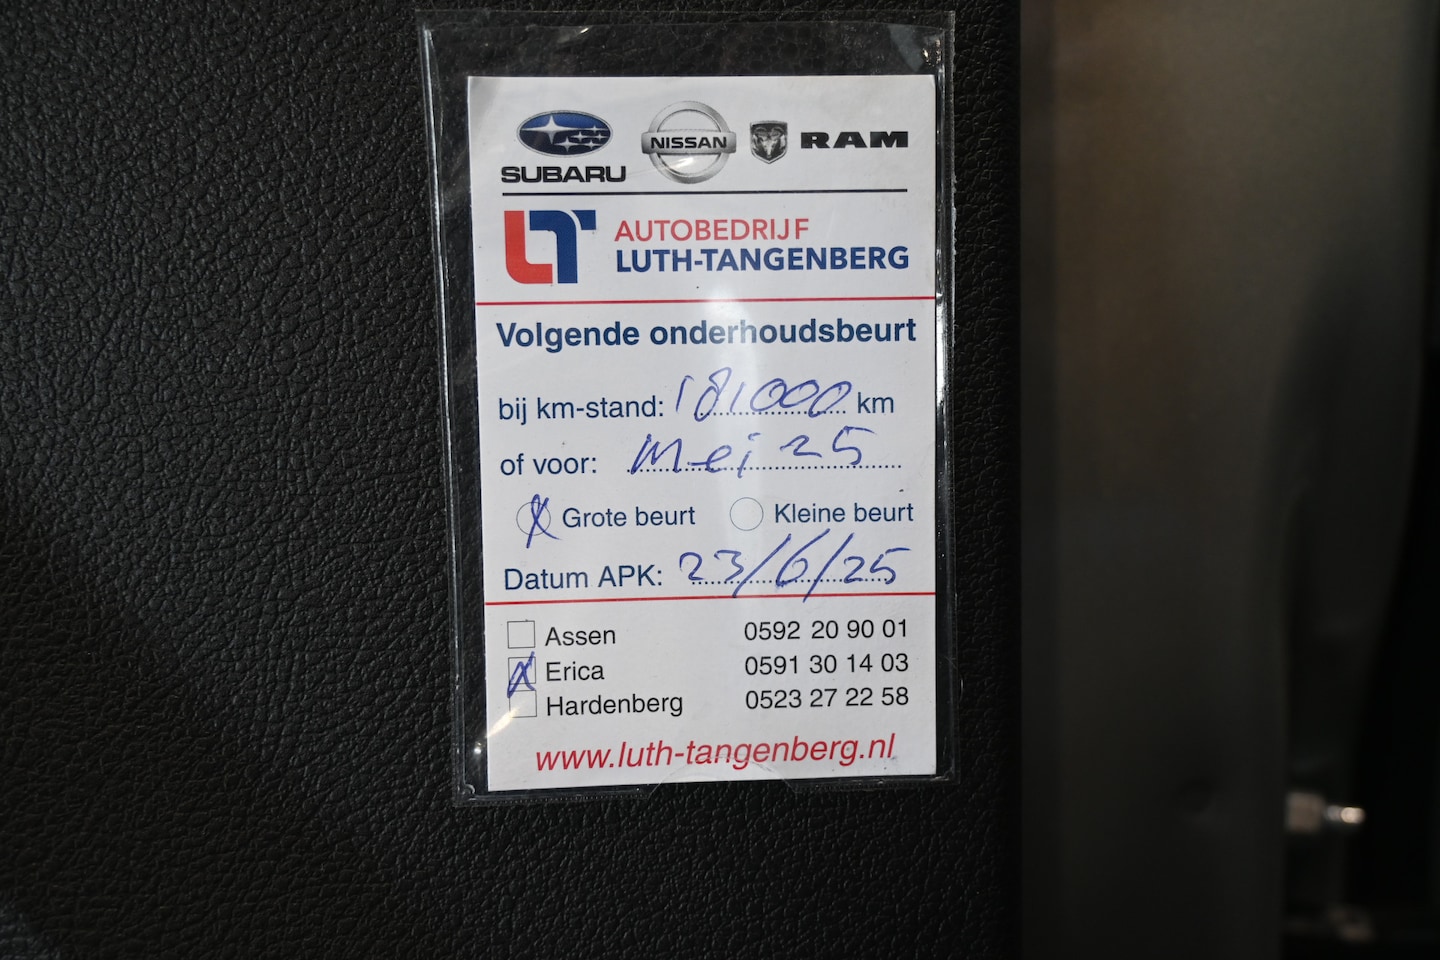 SUBARU NISSAN RAM
LT AUTOBEDRIJF
LUTH-TANGENBERG
Volgende onderhoudsbeurt
bij km-stand: 181000 km
of voor: Mei 25
X Grote beurt Kleine beurt
Datum APK: 23/6/25
Assen 0592 20 90 01
X Erica 0591 30 14 03
Hardenberg 0523 27 22 58
www.luth-tangenberg.nl